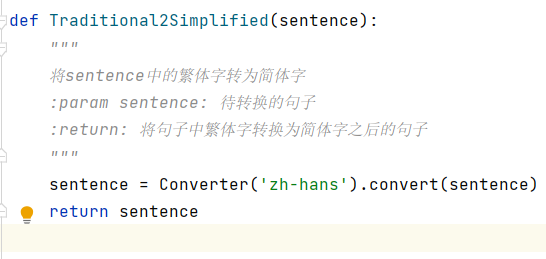 def Traditional2Simplified(sentence):
    """
    将sentence中的繁体字转为简体字
    :param sentence: 待转换的句子
    :return: 将句子中繁体字转换为简体字之后的句子
    """
    sentence = Converter('zh-hans').convert(sentence)
    return sentence